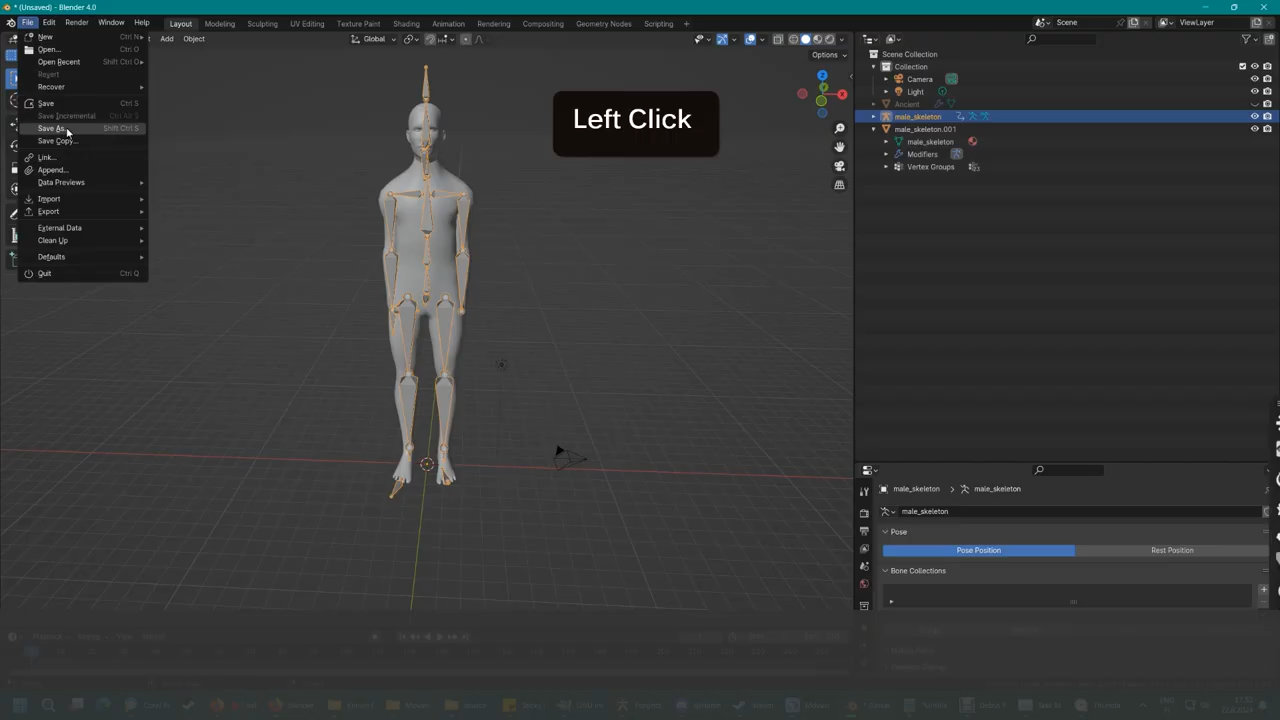 * (Unsaved) - Blender 4.0
File Edit Render Window Help Layout Modeling Sculpting UV Editing Texture Paint Shading Animation Rendering Compositing Geometry Nodes Scripting + Scene ViewLayer
Add Object Global Options
New Ctrl N
Open... Ctrl O
Open Recent Shift Ctrl O
Revert
Recover
Save Ctrl S
Save Incremental Ctrl Alt S
Save As... Shift Ctrl S
Save Copy...
Link...
Append...
Data Previews
Import
Export
External Data
Clean Up
Defaults
Quit Ctrl Q
Left Click
X
Scene Collection
Collection
Camera
Light
Ancient
male_skeleton
male_skeleton.001
male_skeleton
Modifiers
Vertex Groups
male_skeleton > male_skeleton
male_skeleton
Pose
Pose Position Rest Position
Bone Collections
Playback View